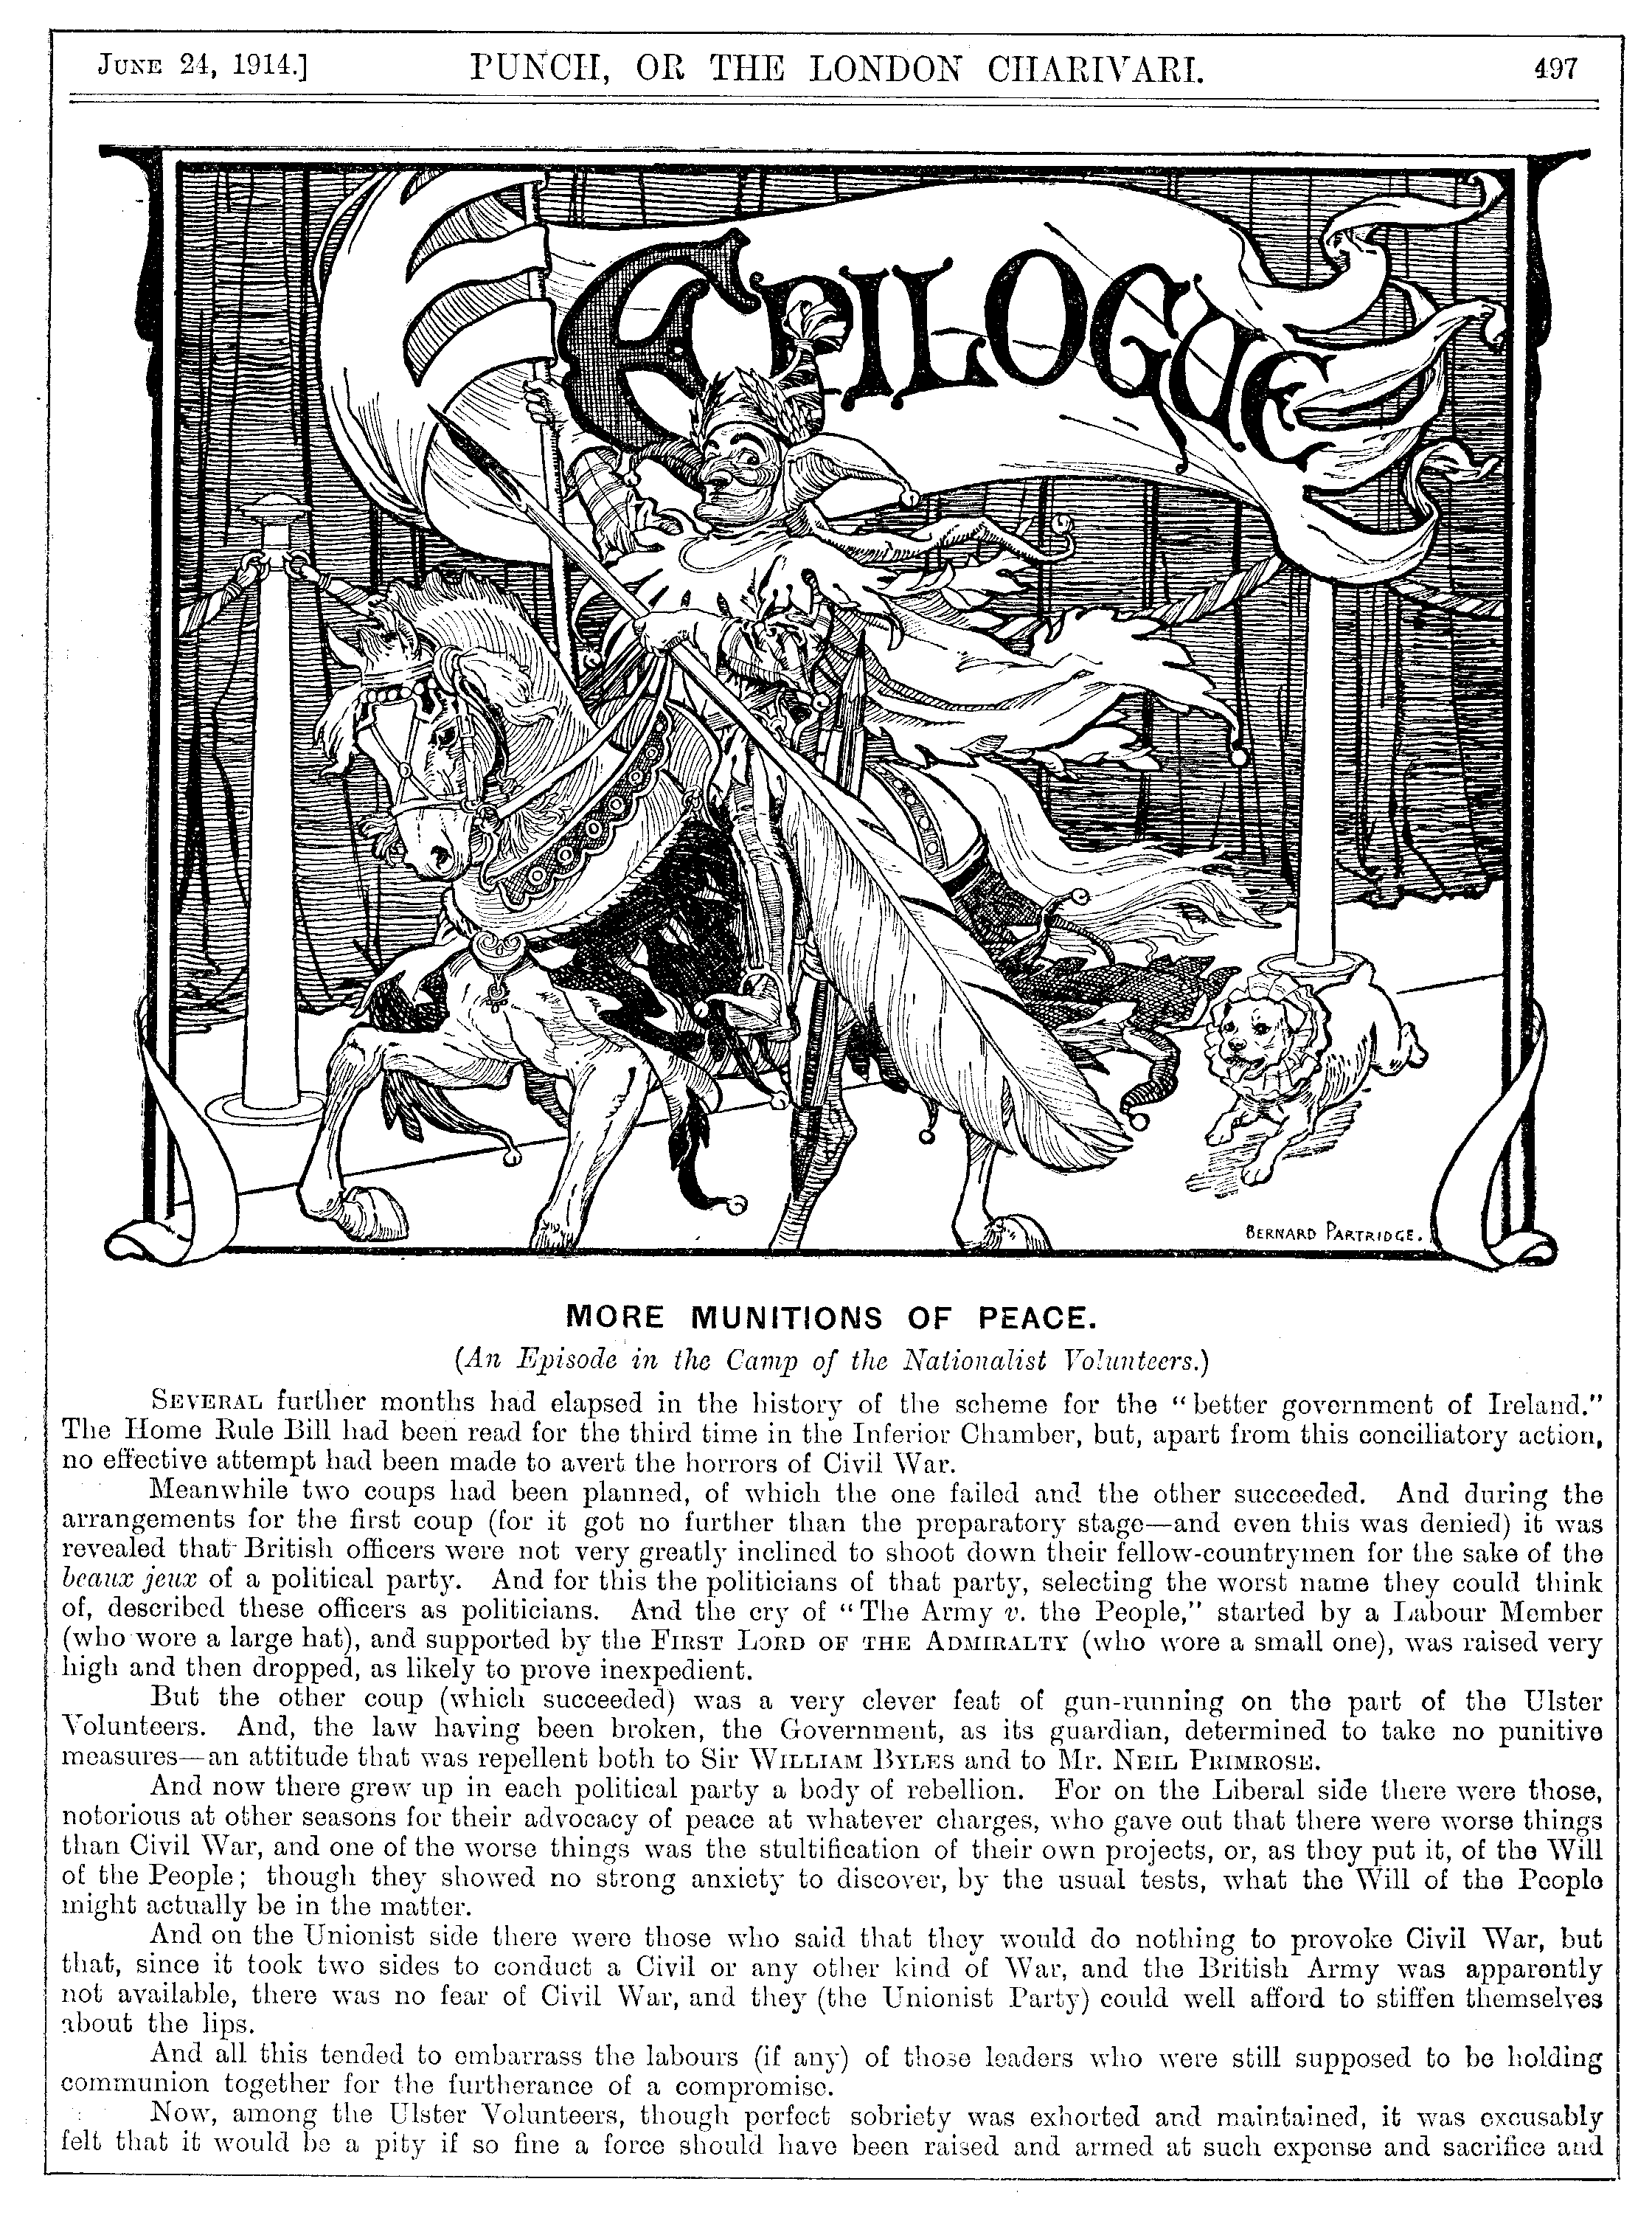 JUNE 24, 1914.] PUNCH, OR THE LONDON CHARIVARI. 497
EPILOGUE
BERNARD PARTRIDGE.
MORE MUNITIONS OF PEACE.
(An Episode in the Camp of the Nationalist Volunteers.)
SEVERAL further months had elapsed in the history of the scheme for the "better government of Ireland."
The Home Rule Bill had been read for the third time in the Inferior Chamber, but, apart from this conciliatory action,
no effective attempt had been made to avert the horrors of Civil War.
Meanwhile two coups had been planned, of which the one failed and the other succeeded. And during the
arrangements for the first coup (for it got no further than the preparatory stage—and even this was denied) it was
revealed that British officers were not very greatly inclined to shoot down their fellow-countrymen for the sake of the
beaux jeux of a political party. And for this the politicians of that party, selecting the worst name they could think
of, described these officers as politicians. And the cry of "The Army v. the People," started by a Labour Member
(who wore a large hat), and supported by the FIRST LORD OF THE ADMIRALTY (who wore a small one), was raised very
high and then dropped, as likely to prove inexpedient.
But the other coup (which succeeded) was a very clever feat of gun-running on the part of the Ulster
Volunteers. And, the law having been broken, the Government, as its guardian, determined to take no punitive
measures—an attitude that was repellent both to Sir WILLIAM BYLES and to Mr. NEIL PRIMROSE.
And now there grew up in each political party a body of rebellion. For on the Liberal side there were those,
notorious at other seasons for their advocacy of peace at whatever charges, who gave out that there were worse things
than Civil War, and one of the worse things was the stultification of their own projects, or, as they put it, of the Will
of the People; though they showed no strong anxiety to discover, by the usual tests, what the Will of the People
might actually be in the matter.
And on the Unionist side there were those who said that they would do nothing to provoke Civil War, but
that, since it took two sides to conduct a Civil or any other kind of War, and the British Army was apparently
not available, there was no fear of Civil War, and they (the Unionist Party) could well afford to stiffen themselves
about the lips.
And all this tended to embarrass the labours (if any) of those leaders who were still supposed to be holding
communion together for the furtherance of a compromise.
Now, among the Ulster Volunteers, though perfect sobriety was exhorted and maintained, it was excusably
felt that it would be a pity if so fine a force should have been raised and armed at such expense and sacrifice and